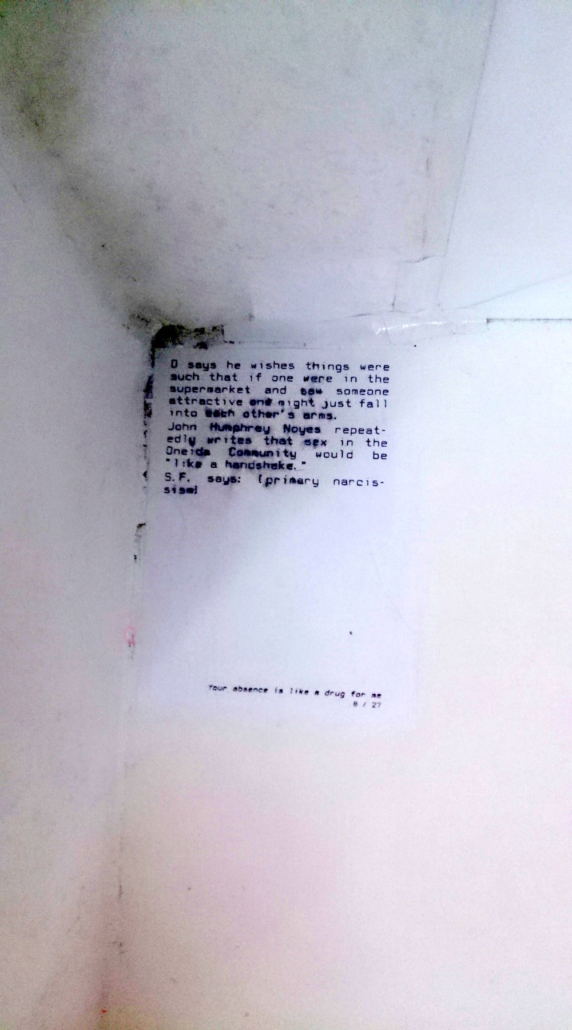 D says he wishes things were
such that if one were in the
supermarket and saw someone
attractive one might just fall
into each other's arms.
John Humphrey Noyes repeat-
edly writes that sex in the
Oneida Community would be
"like a handshake."
S.F. says: [primary narcis-
sism]
Your absence is like a drug for me
8 / 27